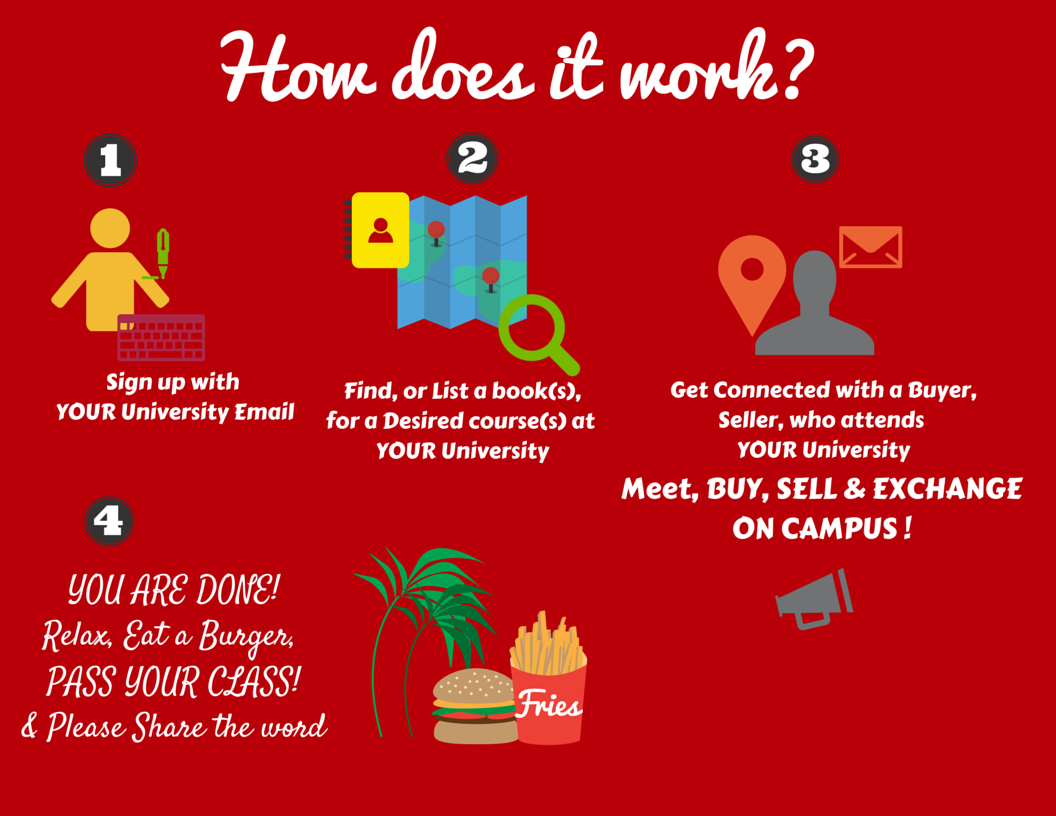 How does it work?
1
Sign up with
YOUR University Email
2
Find, or List a book(s),
for a Desired course(s) at
YOUR University
3
Get Connected with a Buyer,
Seller, who attends
YOUR University
Meet, BUY, SELL & EXCHANGE
ON CAMPUS !
4
YOU ARE DONE!
Relax, Eat a Burger,
PASS YOUR CLASS!
& Please Share the word
Fries